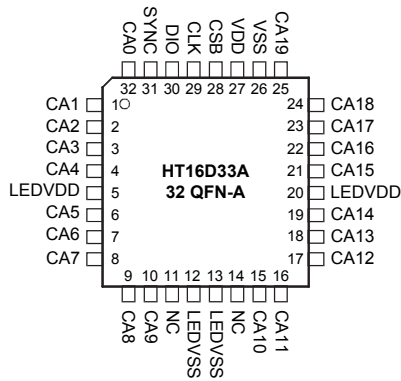 CA0 SYNC DIO CLK CSB VDD VSS CA19
32 31 30 29 28 27 26 25
CA1 1 24 CA18
CA2 2 23 CA17
CA3 3 22 CA16
CA4 4 21 CA15
LEDVDD 5 20 LEDVDD
CA5 6 19 CA14
CA6 7 18 CA13
CA7 8 17 CA12
HT16D33A
32 QFN-A
9 10 11 12 13 14 15 16
CA8 CA9 NC LEDVSS LEDVSS NC CA10 CA11